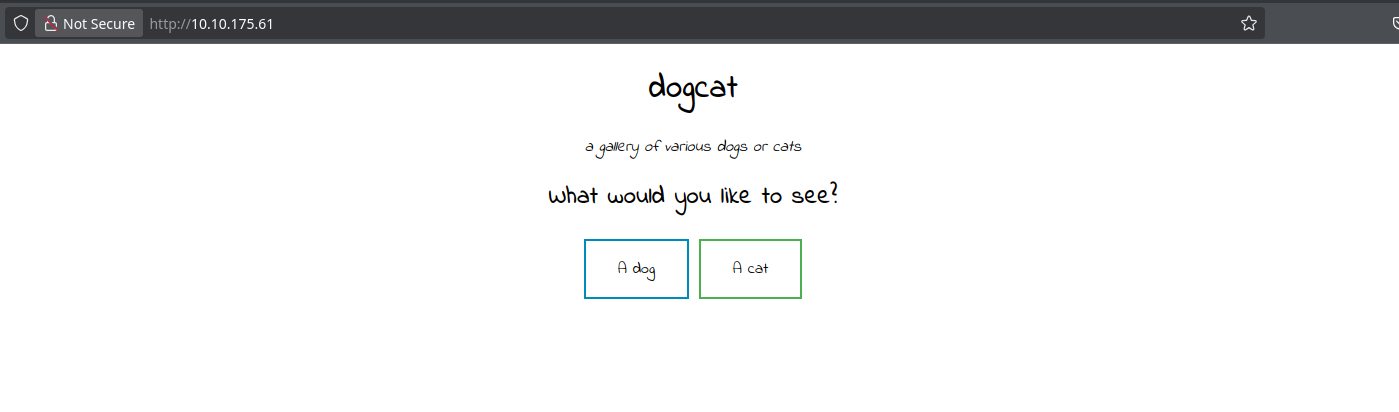 Not Secure http://10.10.175.61
dogcat
a gallery of various dogs or cats
What would you like to see?
A dog A cat